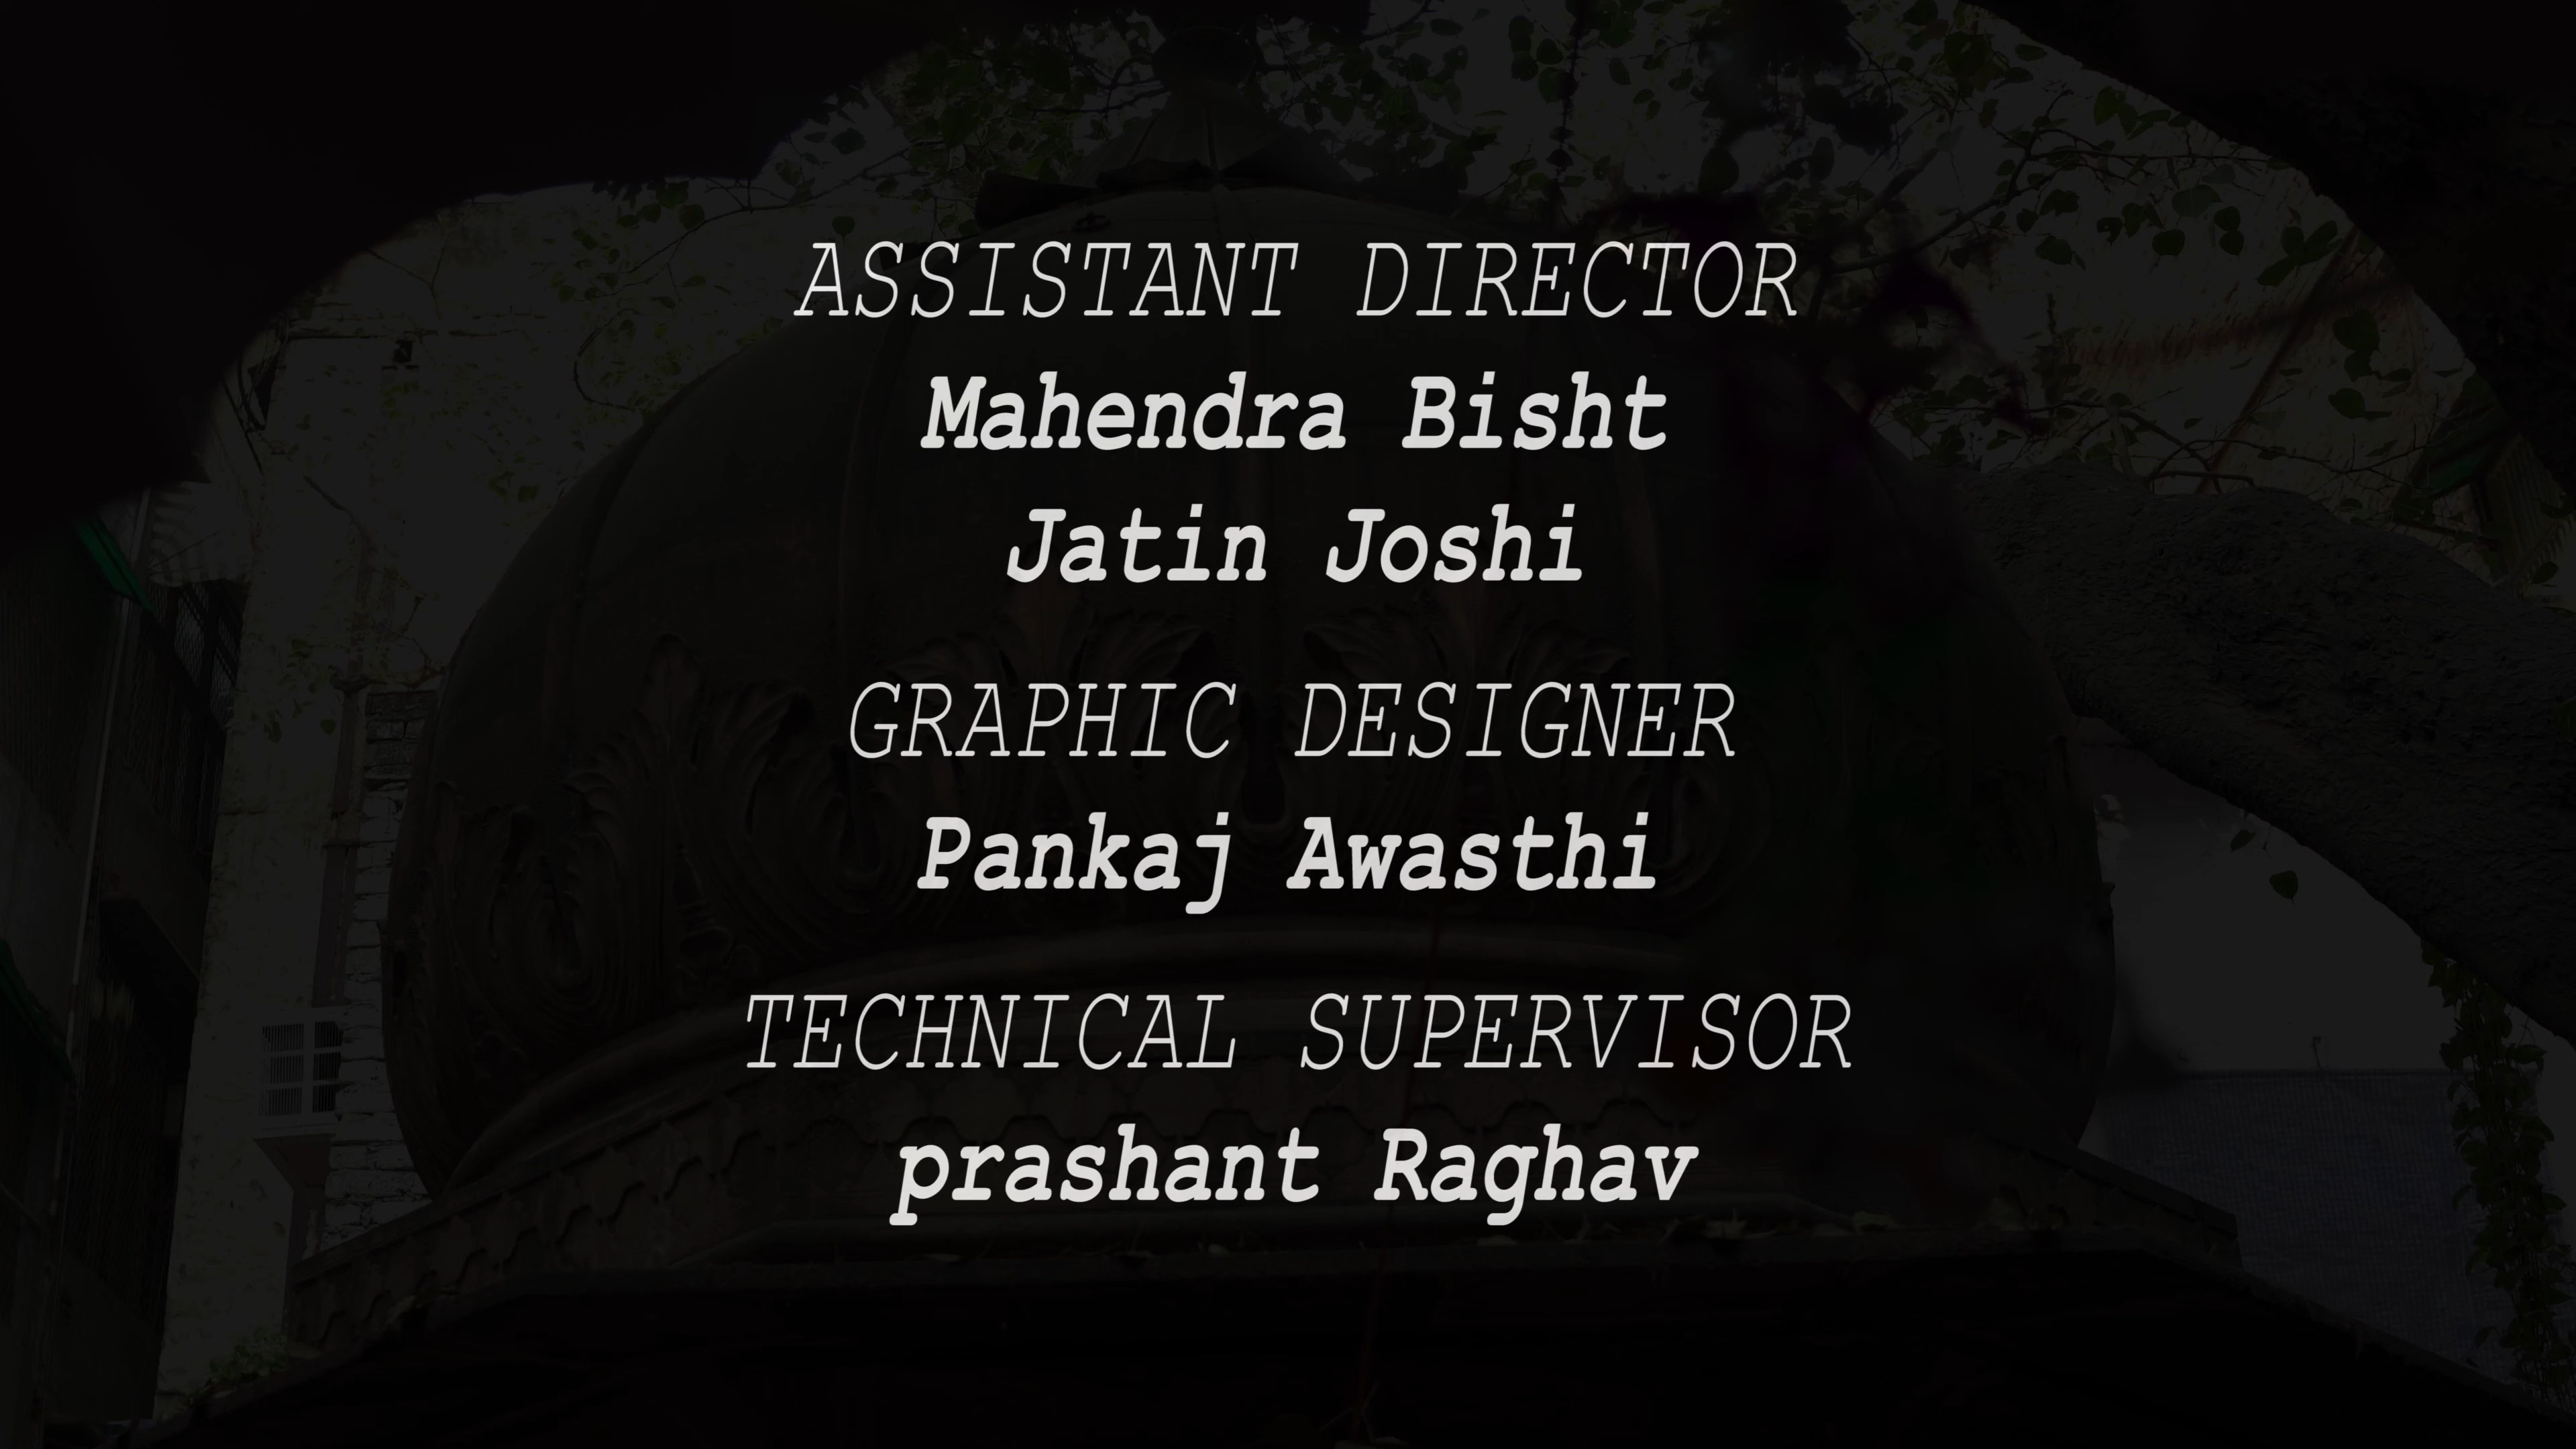 ASSISTANT DIRECTOR
Mahendra Bisht
Jatin Joshi
GRAPHIC DESIGNER
Pankaj Awasthi
TECHNICAL SUPERVISOR
prashant Raghav